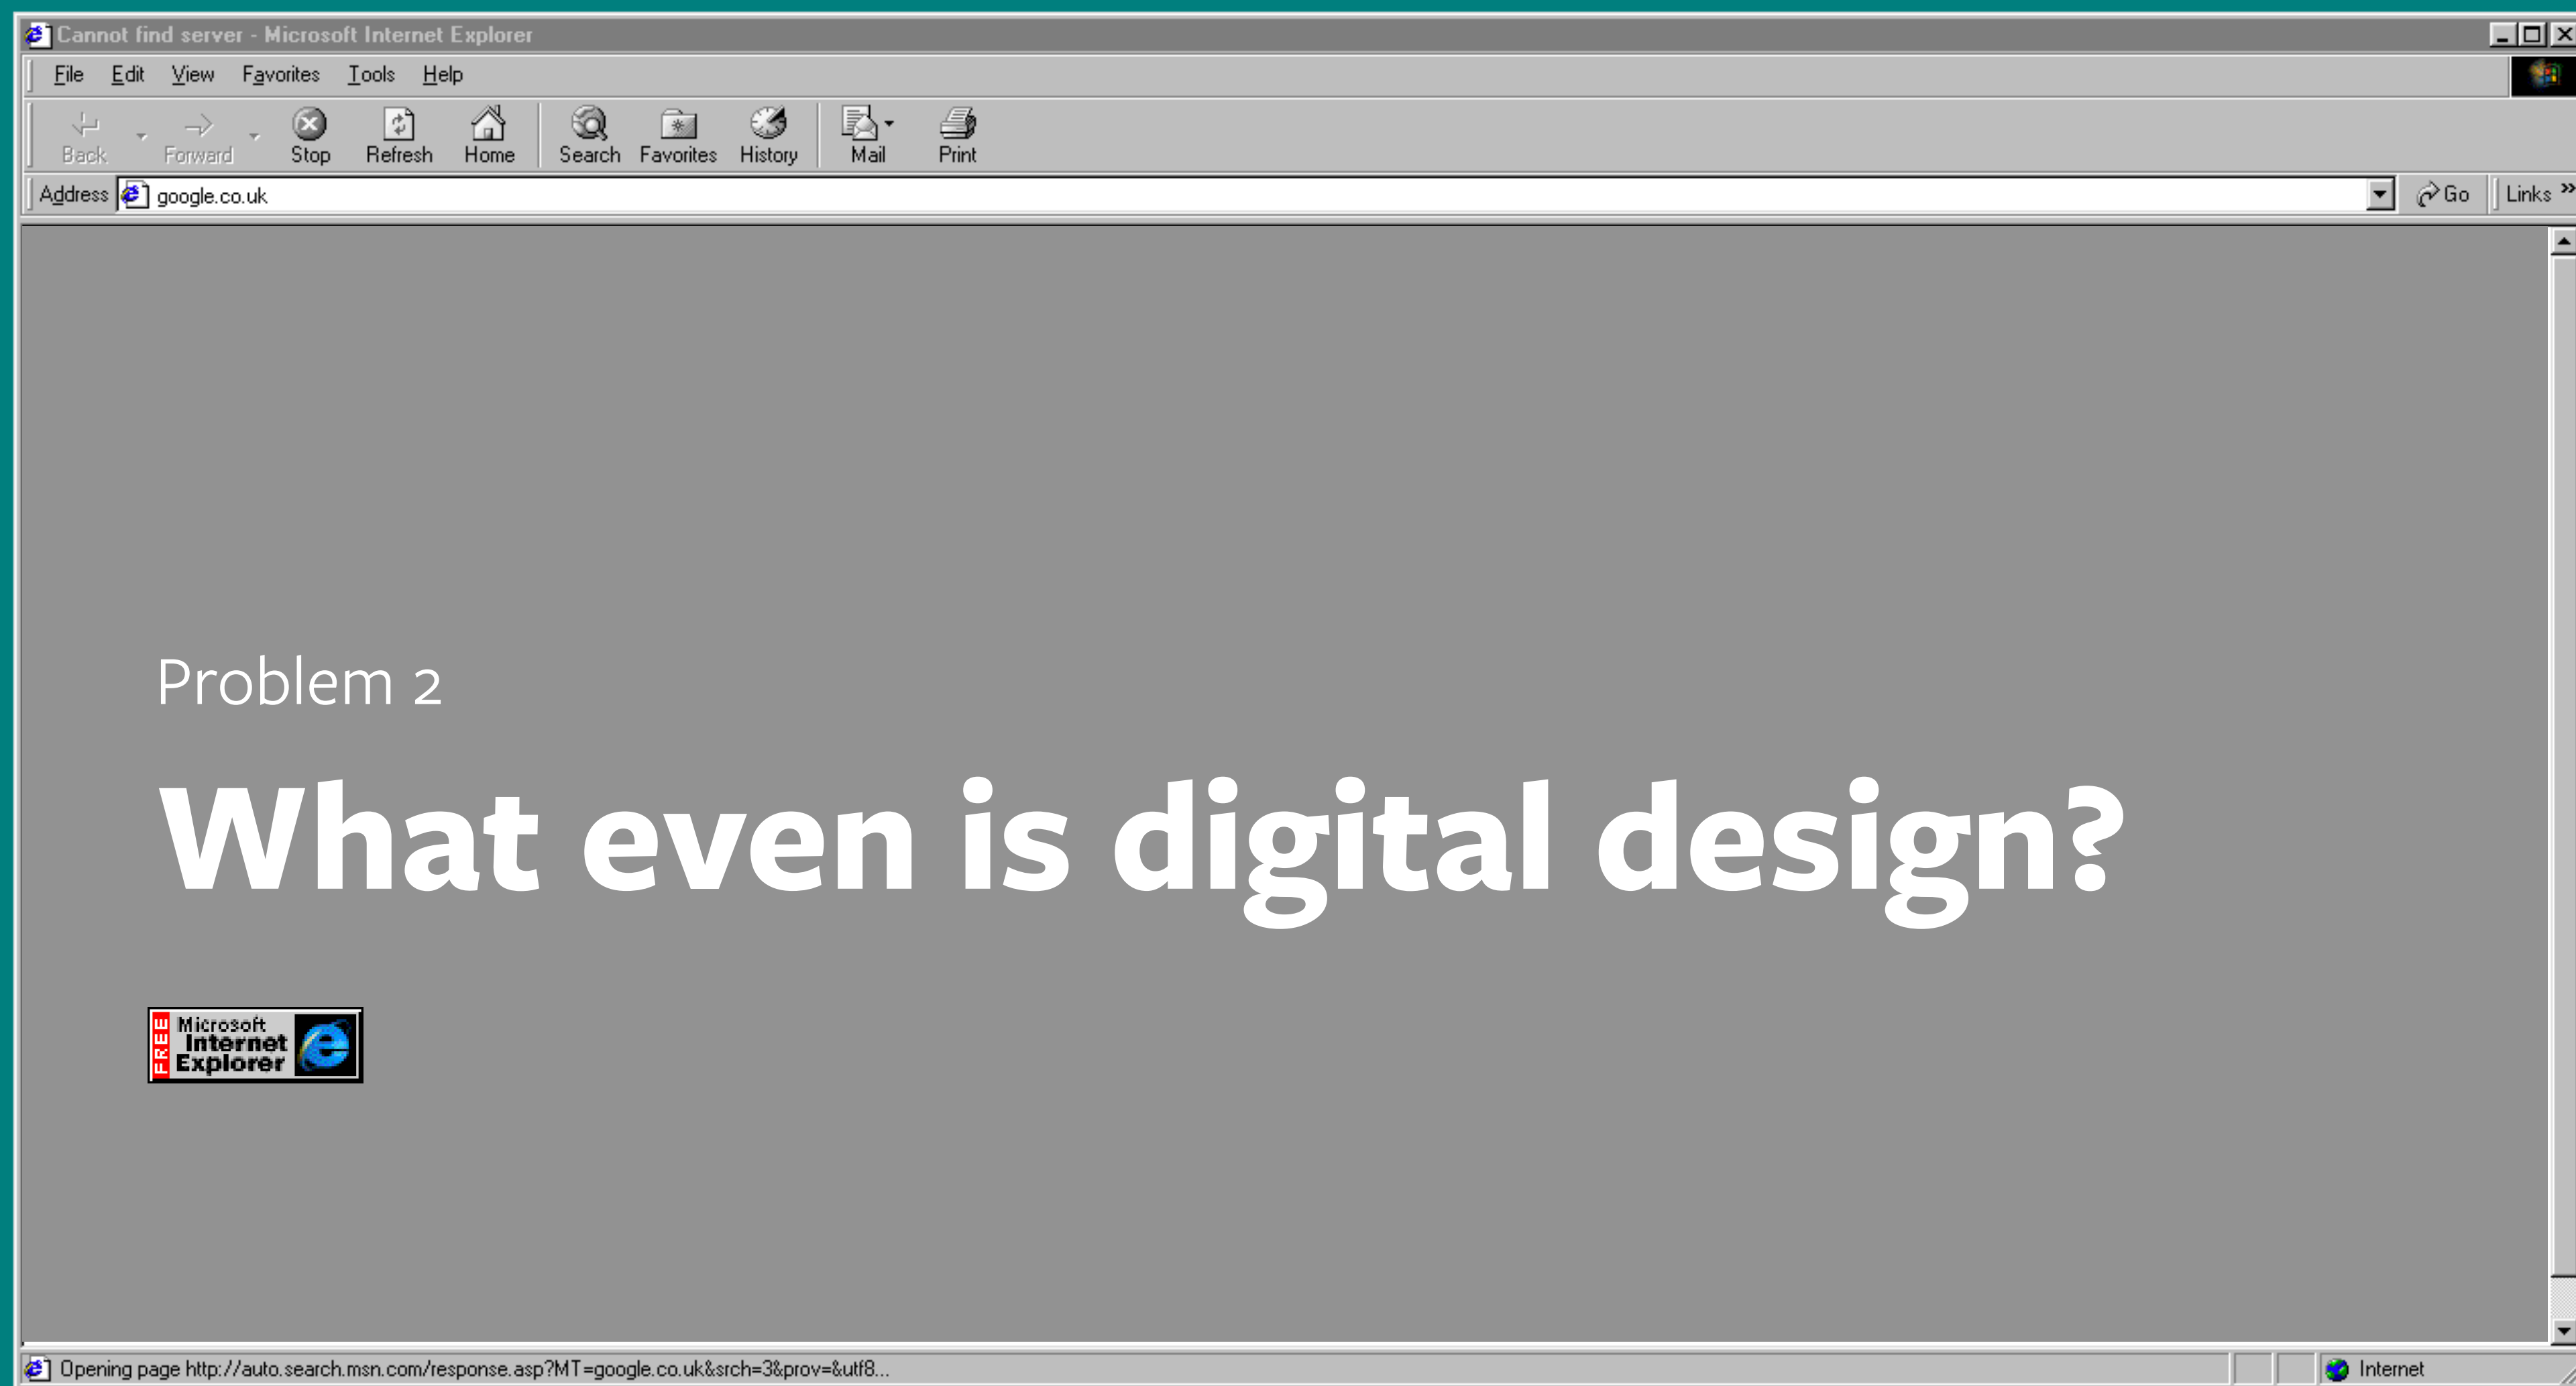 Cannot find server - Microsoft Internet Explorer
File Edit View Favorites Tools Help
Back Forward Stop Refresh Home Search Favorites History Mail Print
Address google.co.uk Go Links »
Problem 2
What even is digital design?
FREE
Microsoft
Internet
Explorer
Opening page http://auto.search.msn.com/response.asp?MT=google.co.uk&srch=3&prov=&utf8... Internet